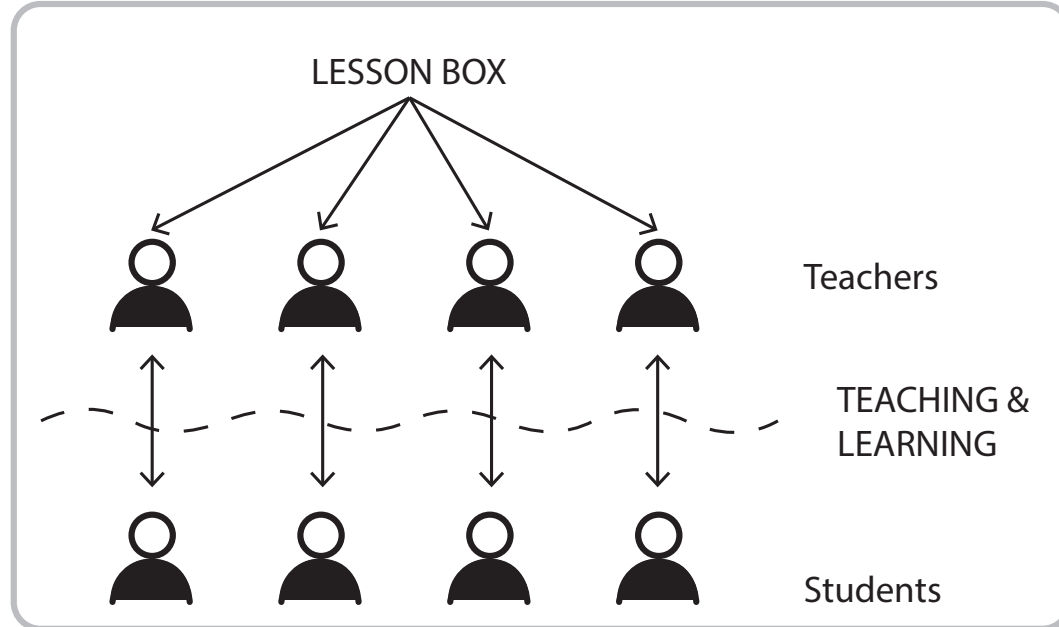 LESSON BOX
Teachers
TEACHING &
LEARNING
Students